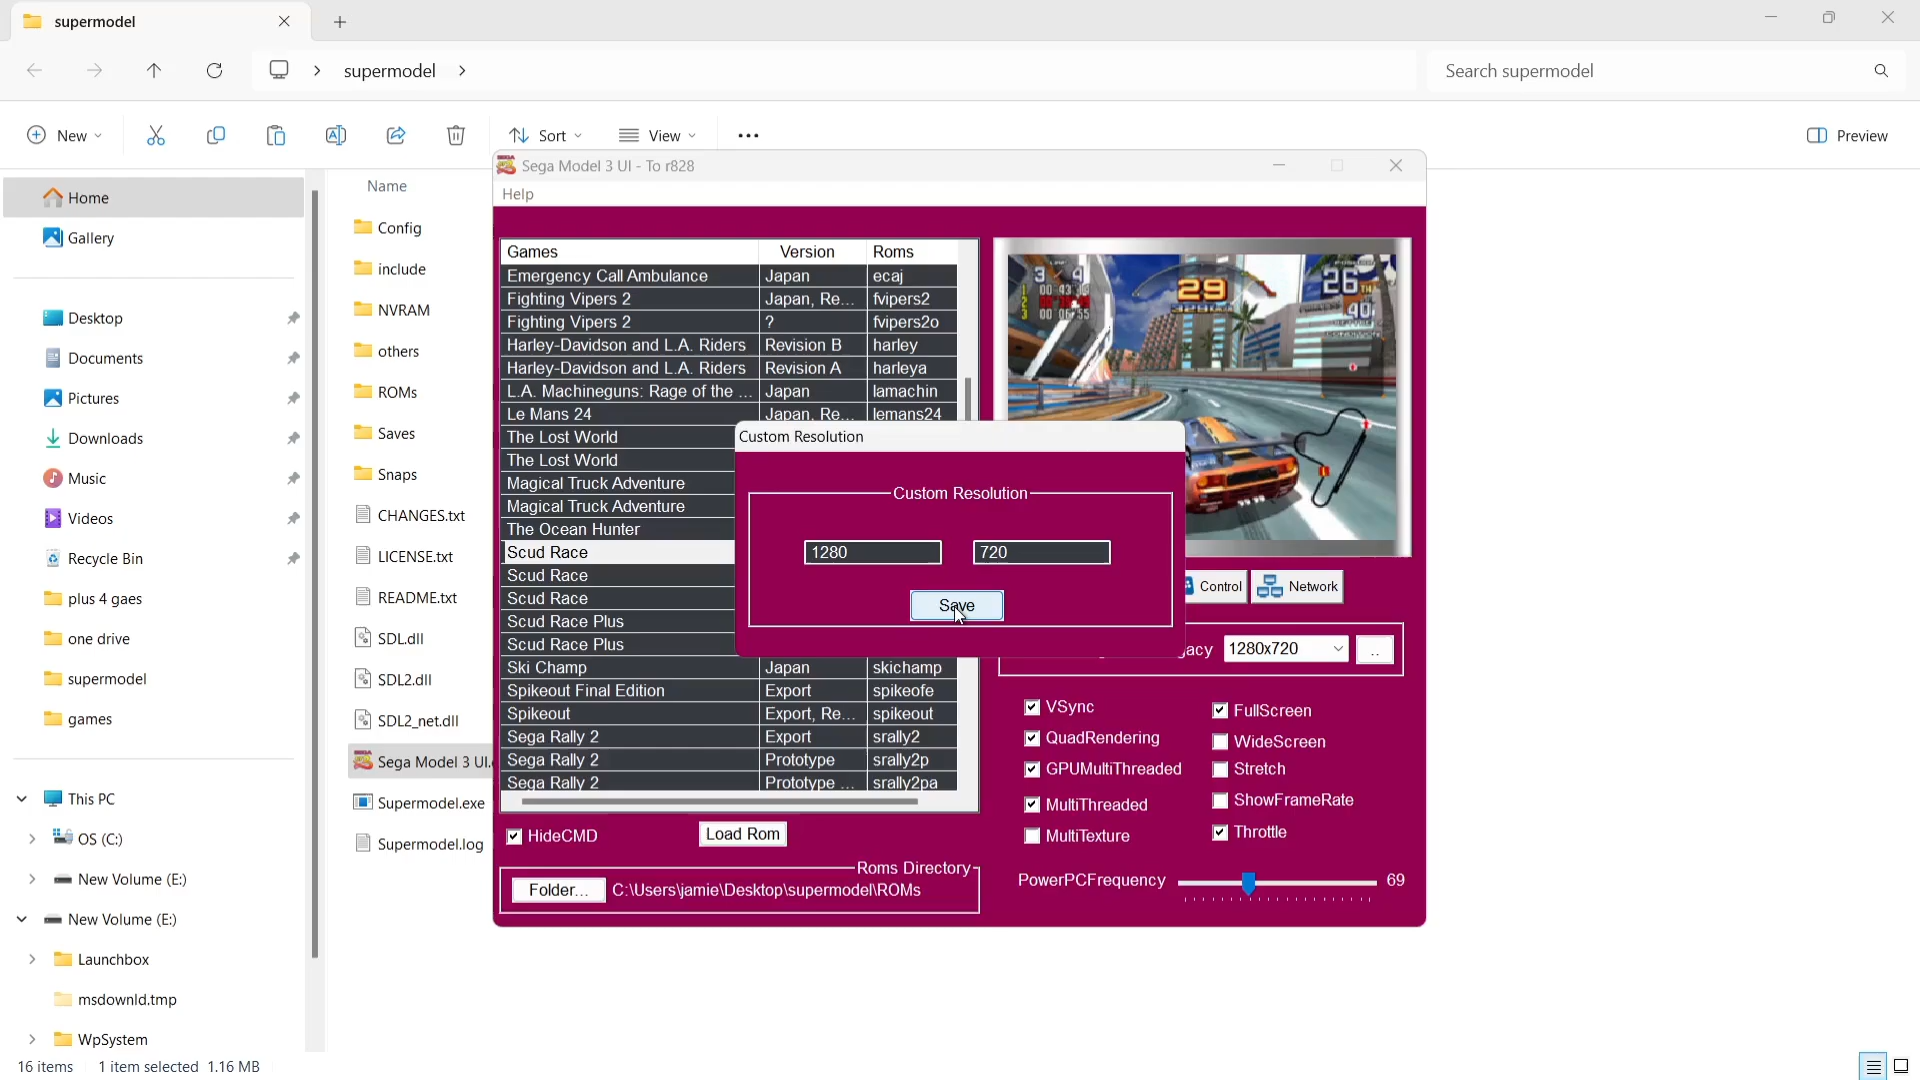 supermodel
supermodel
Search supermodel
New
Sort
View
Preview
Home
Gallery
Desktop
Documents
Pictures
Downloads
Music
Videos
Recycle Bin
plus 4 gaes
one drive
supermodel
games
This PC
OS (C:)
New Volume (E:)
New Volume (E:)
Launchbox
msdownld.tmp
WpSystem
16 items 1 item selected 1.16 MB
Name
Config
include
NVRAM
others
ROMs
Saves
Snaps
CHANGES.txt
LICENSE.txt
README.txt
SDL.dll
SDL2.dll
SDL2_net.dll
Sega Model 3 UI.
Supermodel.exe
Supermodel.log
Sega Model 3 UI - To r828
Help
Games Version Roms
Emergency Call Ambulance Japan ecaj
Fighting Vipers 2 Japan, Re... fvipers2
Fighting Vipers 2 ? fvipers2o
Harley-Davidson and L.A. Riders Revision B harley
Harley-Davidson and L.A. Riders Revision A harleya
L.A. Machineguns: Rage of the ... Japan lamachin
Le Mans 24 Japan, Re... lemans24
The Lost World
The Lost World
Magical Truck Adventure
Magical Truck Adventure
The Ocean Hunter
Scud Race
Scud Race
Scud Race
Scud Race Plus
Scud Race Plus
Ski Champ Japan skichamp
Spikeout Final Edition Export spikeofe
Spikeout Export, Re... spikeout
Sega Rally 2 Export srally2
Sega Rally 2 Prototype srally2p
Sega Rally 2 Prototype ... srally2pa
HideCMD
Load Rom
Roms Directory
Folder... C:\Users\jamie\Desktop\supermodel\ROMs
Custom Resolution
Custom Resolution
1280 720
Save
3 4
29
26
40
Control
Network
acy 1280x720 ..
VSync
QuadRendering
GPUMultiThreaded
MultiThreaded
MultiTexture
FullScreen
WideScreen
Stretch
ShowFrameRate
Throttle
PowerPCFrequency 69